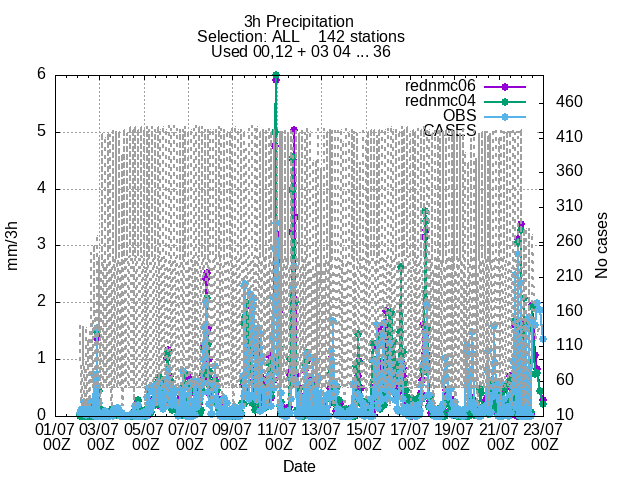 3h Precipitation
Selection: ALL 142 stations
Used 00,12 + 03 04 ... 36
rednmc06
rednmc04
OBS
CASES
6
5
4
3
2
1
0
mm/3h
460
410
360
310
260
210
160
110
60
10
No cases
01/07 03/07 05/07 07/07 09/07 11/07 13/07 15/07 17/07 19/07 21/07 23/07
00Z 00Z 00Z 00Z 00Z 00Z 00Z 00Z 00Z 00Z 00Z 00Z
Date